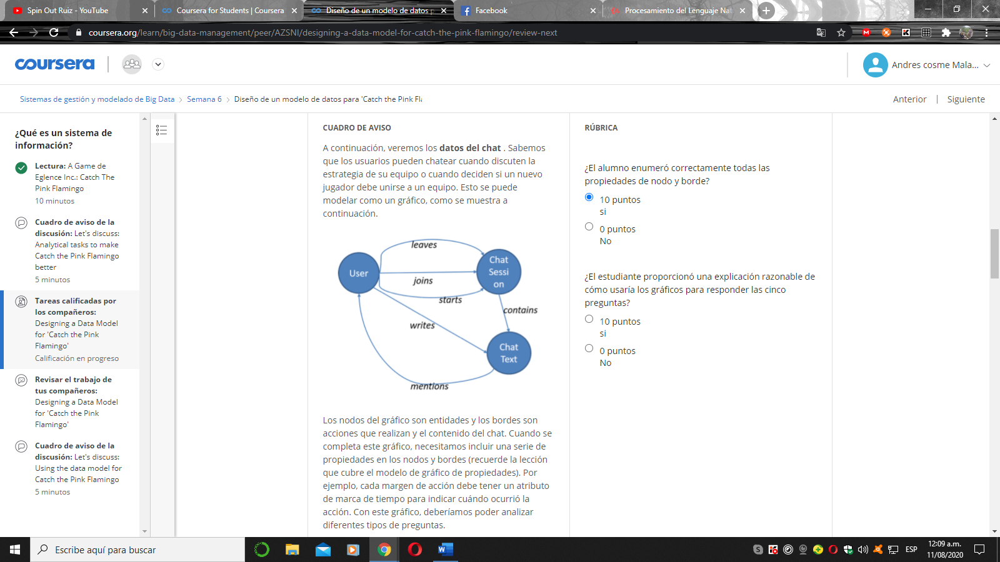 Spin Out Ruiz - YouTube
Coursera for Students | Coursera
Diseño de un modelo de datos p
Facebook
Procesamiento del Lenguaje Nat
coursera.org/learn/big-data-management/peer/AZSNI/designing-a-data-model-for-catch-the-pink-flamingo/review-next
coursera
Andres cosme Mala...
Sistemas de gestión y modelado de Big Data
Semana 6
Diseño de un modelo de datos para 'Catch the Pink Fl
Anterior | Siguiente
¿Qué es un sistema de
información?
Lectura: A Game de
Eglence Inc.: Catch The
Pink Flamingo
10 minutos
Cuadro de aviso de la
discusión: Let's discuss:
Analytical tasks to make
Catch the Pink Flamingo
better
5 minutos
Tareas calificadas por
los compañeros:
Designing a Data Model
for 'Catch the Pink
Flamingo'
Calificación en progreso
Revisar el trabajo de
tus compañeros:
Designing a Data Model
for 'Catch the Pink
Flamingo'
Cuadro de aviso de la
discusión: Let's discuss:
Using the data model for
Catch the Pink Flamingo
5 minutos
CUADRO DE AVISO
A continuación, veremos los datos del chat . Sabemos
que los usuarios pueden chatear cuando discuten la
estrategia de su equipo o cuando deciden si un nuevo
jugador debe unirse a un equipo. Esto se puede
modelar como un gráfico, como se muestra a
continuación.
leaves
User
Chat
Sessi
on
joins
starts
contains
writes
Chat
Text
mentions
Los nodos del gráfico son entidades y los bordes son
acciones que realizan y el contenido del chat. Cuando se
completa este gráfico, necesitamos incluir una serie de
propiedades en los nodos y bordes (recuerde la lección
que cubre el modelo de gráfico de propiedades). Por
ejemplo, cada margen de acción debe tener un atributo
de marca de tiempo para indicar cuándo ocurrió la
acción. Con este gráfico, deberíamos poder analizar
diferentes tipos de preguntas.
RÚBRICA
¿El alumno enumeró correctamente todas las
propiedades de nodo y borde?
10 puntos
si
0 puntos
No
¿El estudiante proporcionó una explicación razonable de
cómo usaría los gráficos para responder las cinco
preguntas?
10 puntos
si
0 puntos
No
Escribe aquí para buscar
ESP
12:09 a.m.
11/08/2020